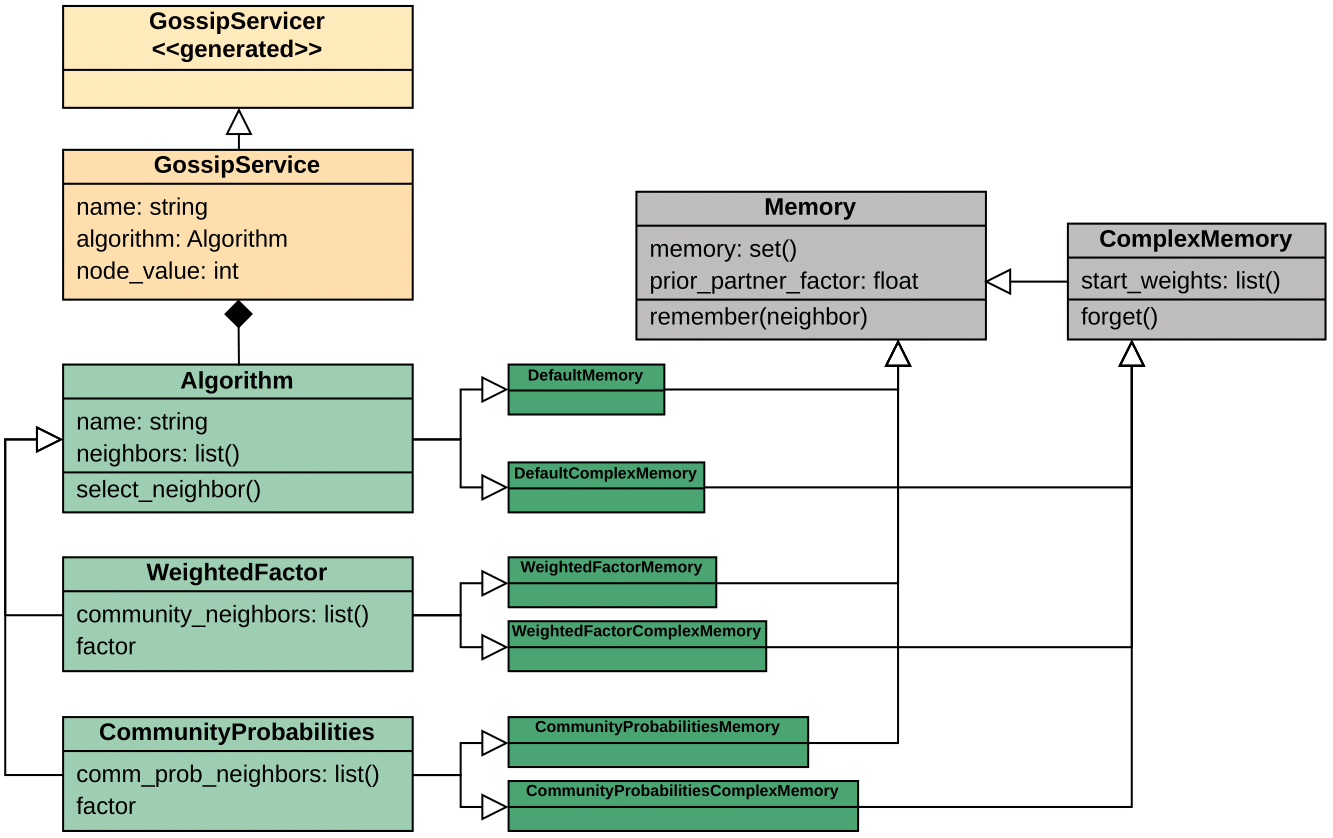 GossipServicer
<<generated>>
GossipService
name: string
algorithm: Algorithm
node_value: int
Memory
memory: set()
prior_partner_factor: float
remember(neighbor)
ComplexMemory
start_weights: list()
forget()
Algorithm
name: string
neighbors: list()
select_neighbor()
DefaultMemory
DefaultComplexMemory
WeightedFactor
community_neighbors: list()
factor
WeightedFactorMemory
WeightedFactorComplexMemory
CommunityProbabilities
comm_prob_neighbors: list()
factor
CommunityProbabilitiesMemory
CommunityProbabilitiesComplexMemory